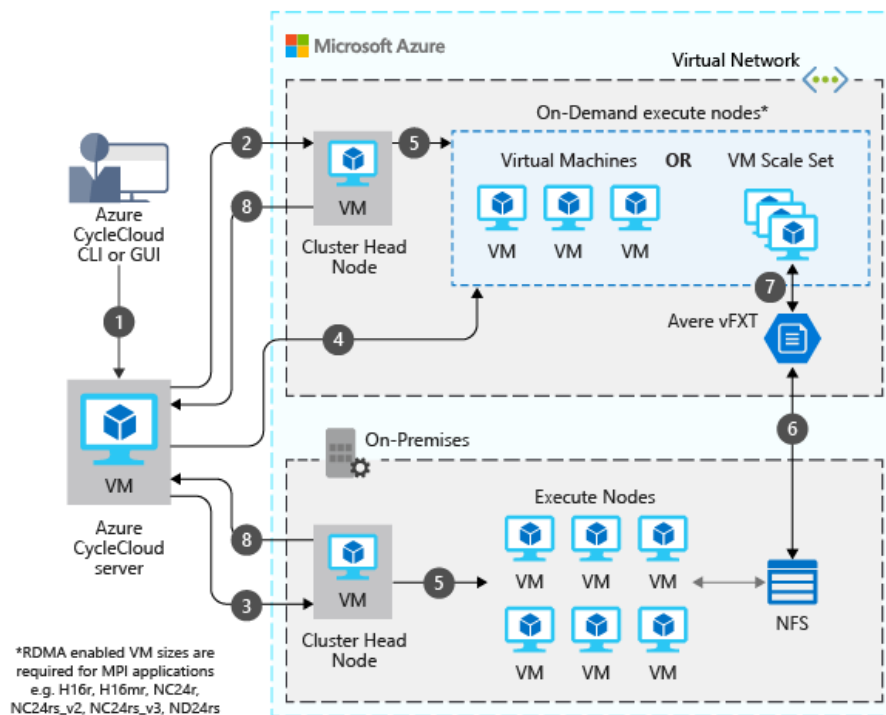 Microsoft Azure
Virtual Network
On-Demand execute nodes*
Virtual Machines OR VM Scale Set
2
5
VM
8
Cluster Head
Node
VM
VM
VM
7
Avere vFXT
Azure
CycleCloud
CLI or GUI
1
4
6
VM
Azure
CycleCloud
server
On-Premises
Execute Nodes
8
VM
5
3
Cluster Head
Node
VM
VM
VM
VM
VM
VM
NFS
*RDMA enabled VM sizes are
required for MPI applications
e.g. H16r, H16mr, NC24r,
NC24rs_v2, NC24rs_v3, ND24rs